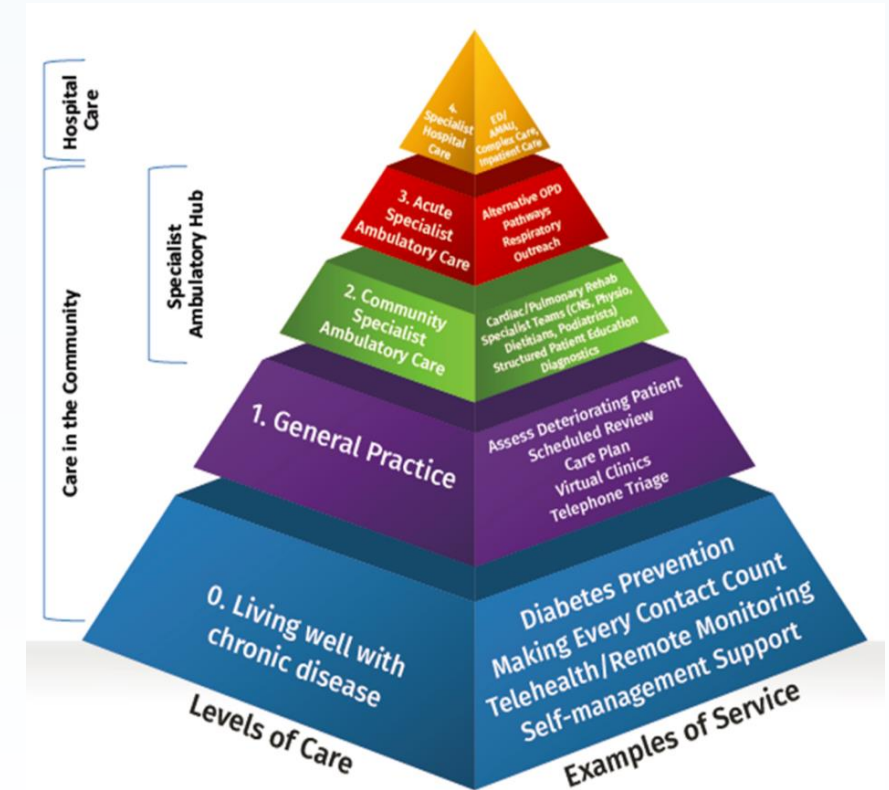 Hospital
Care
Specialist
Ambulatory Hub
Care in the Community
4.
Specialist
Hospital
Care
ED/
AMAU,
Complex Care,
Inpatient Care
3. Acute
Specialist
Ambulatory Care
Alternative OPD
Pathways
Respiratory
Outreach
2. Community
Specialist
Ambulatory Care
Cardiac/Pulmonary Rehab
Specialist Teams (CNS, Physio,
Dietitians, Podiatrists)
Structured Patient Education
Diagnostics
1. General Practice
Assess Deteriorating Patient
Scheduled Review
Care Plan
Virtual Clinics
Telephone Triage
0. Living well with
chronic disease
Diabetes Prevention
Making Every Contact Count
Telehealth/Remote Monitoring
Self-management Support
Levels of Care
Examples of Service